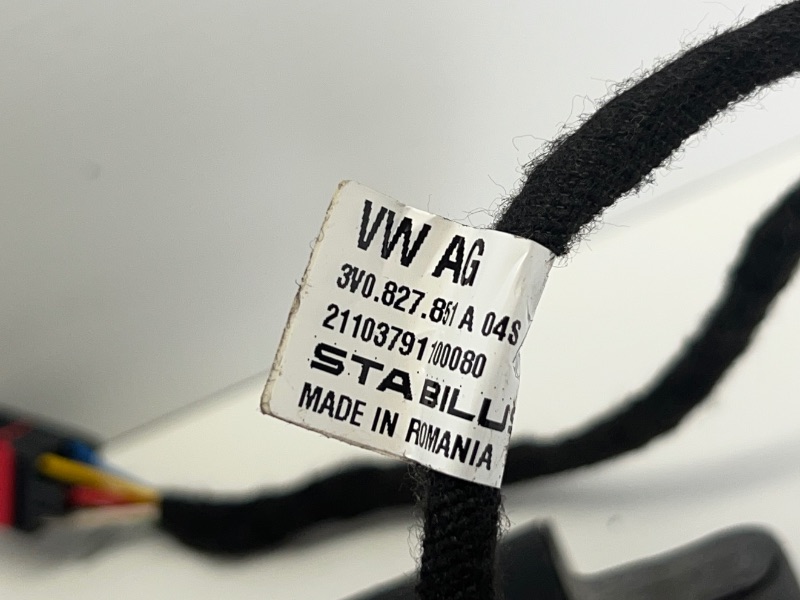 VW AG
3V0.827.851 A 04S
21103791100080
STABILUS
MADE IN ROMANIA